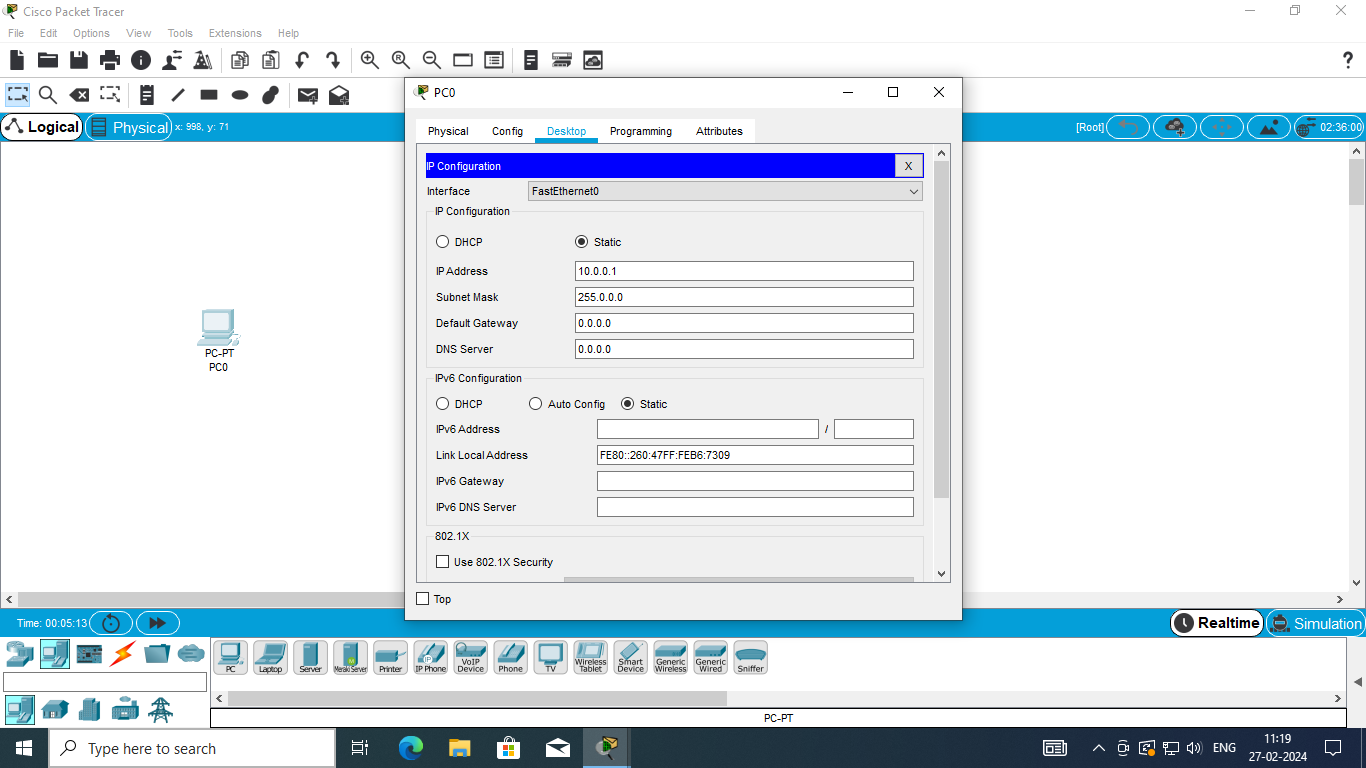 Cisco Packet Tracer
File Edit Options View Tools Extensions Help
PC0
Logical
Physical
x: 998, y: 71
[Root]
02:36:00
Physical Config Desktop Programming Attributes
IP Configuration
X
Interface
FastEthernet0
IP Configuration
DHCP
Static
IP Address
10.0.0.1
Subnet Mask
255.0.0.0
Default Gateway
0.0.0.0
DNS Server
0.0.0.0
IPv6 Configuration
DHCP
Auto Config
Static
IPv6 Address
/
Link Local Address
FE80::260:47FF:FEB6:7309
IPv6 Gateway
IPv6 DNS Server
802.1X
Use 802.1X Security
Top
PC-PT
PC0
Time: 00:05:13
Realtime
Simulation
PC
Laptop
Server
Meraki Server
Printer
IP Phone
VoIP Device
Phone
TV
Wireless Tablet
Smart Device
Generic Wireless
Generic Wired
Sniffer
PC-PT
Type here to search
ENG
11:19
27-02-2024